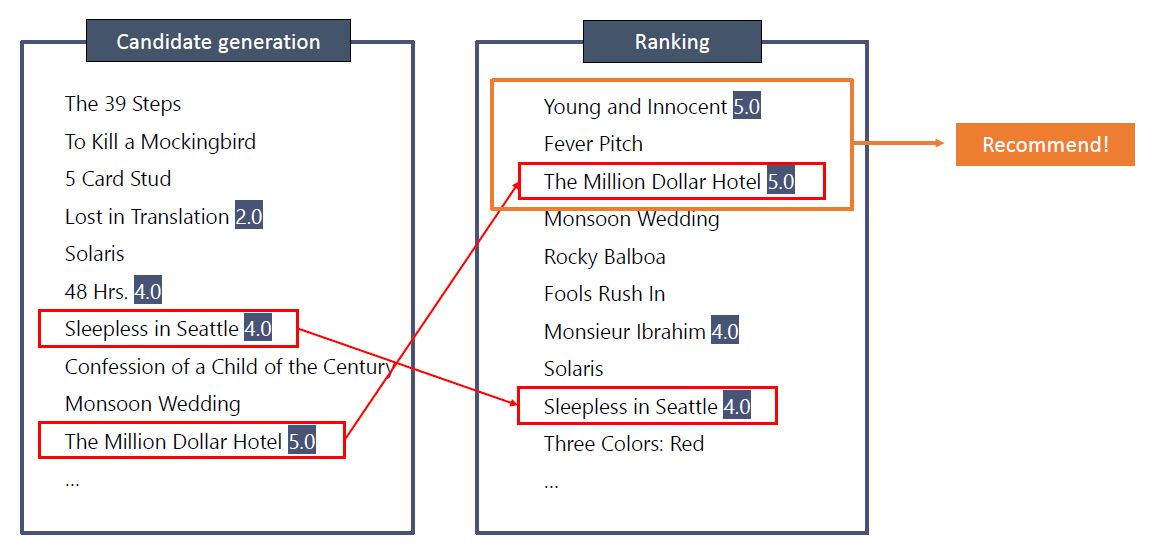 Candidate generation
The 39 Steps
To Kill a Mockingbird
5 Card Stud
Lost in Translation 2.0
Solaris
48 Hrs. 4.0
Sleepless in Seattle 4.0
Confession of a Child of the Century
Monsoon Wedding
The Million Dollar Hotel 5.0
...
Ranking
Young and Innocent 5.0
Fever Pitch
The Million Dollar Hotel 5.0
Monsoon Wedding
Rocky Balboa
Fools Rush In
Monsieur Ibrahim 4.0
Solaris
Sleepless in Seattle 4.0
Three Colors: Red
...
Recommend!